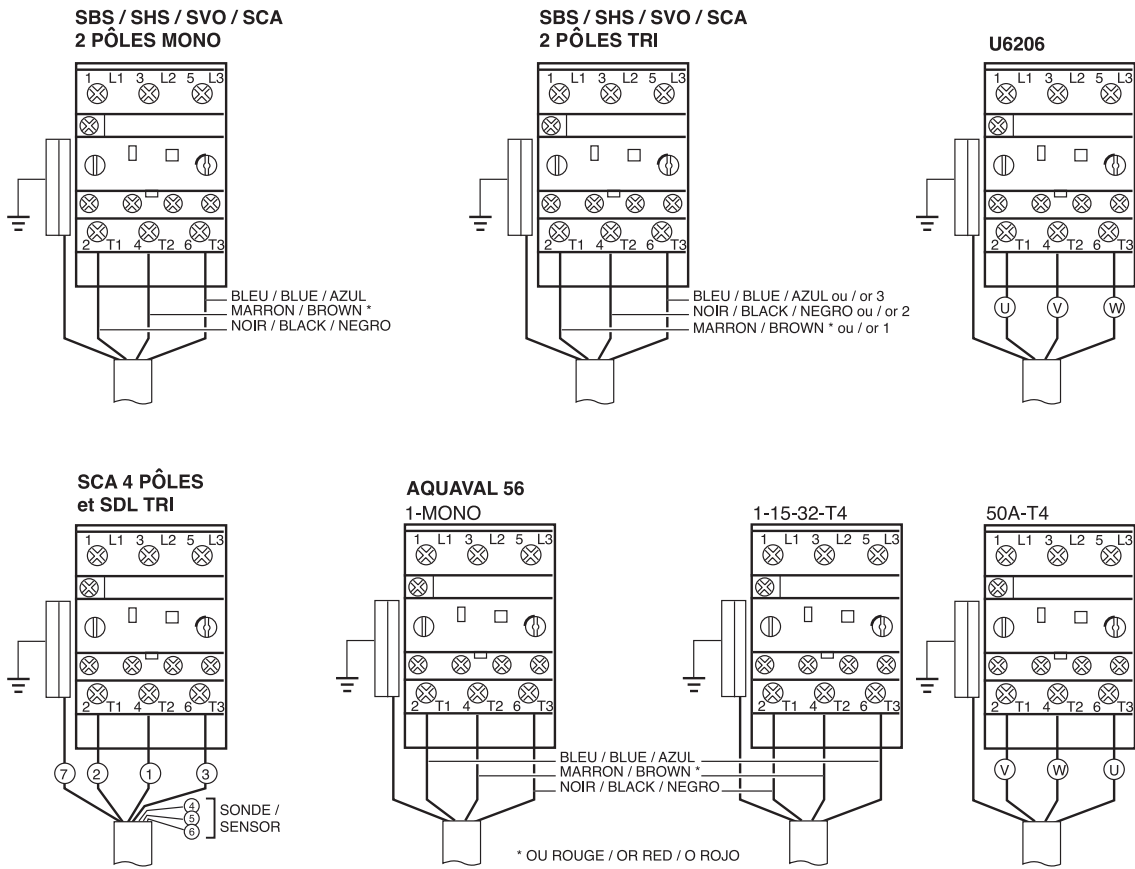 SBS / SHS / SVO / SCA
2 PÔLES MONO
1 L1 3 L2 5 L3
2 T1 4 T2 6 T3
BLEU / BLUE / AZUL
MARRON / BROWN *
NOIR / BLACK / NEGRO
SBS / SHS / SVO / SCA
2 PÔLES TRI
1 L1 3 L2 5 L3
2 T1 4 T2 6 T3
BLEU / BLUE / AZUL ou / or 3
NOIR / BLACK / NEGRO ou / or 2
MARRON / BROWN * ou / or 1
U6206
1 L1 3 L2 5 L3
2 T1 4 T2 6 T3
U V W
SCA 4 PÔLES
et SDL TRI
1 L1 3 L2 5 L3
2 T1 4 T2 6 T3
7 2 1 3
4
5
6
SONDE /
SENSOR
AQUAVAL 56
1-MONO
1 L1 3 L2 5 L3
2 T1 4 T2 6 T3
1-15-32-T4
1 L1 3 L2 5 L3
2 T1 4 T2 6 T3
BLEU / BLUE / AZUL
MARRON / BROWN *
NOIR / BLACK / NEGRO
50A-T4
1 L1 3 L2 5 L3
2 T1 4 T2 6 T3
V W U
* OU ROUGE / OR RED / O ROJO